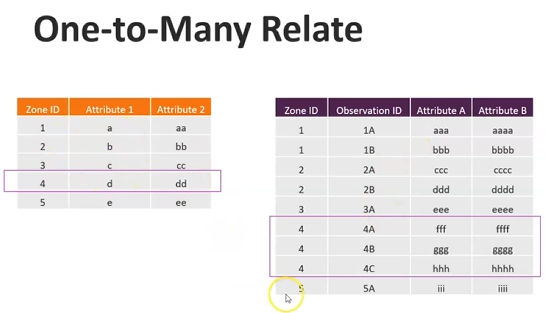 One-to-Many Relate
Zone ID Attribute 1 Attribute 2
1 a aa
2 b bb
3 c cc
4 d dd
5 e ee
Zone ID Observation ID Attribute A Attribute B
1 1A aaa aaaa
1 1B bbb bbbb
2 2A ccc cccc
2 2B ddd dddd
3 3A eee eeee
4 4A fff ffff
4 4B ggg gggg
4 4C hhh hhhh
5 5A iii iiii